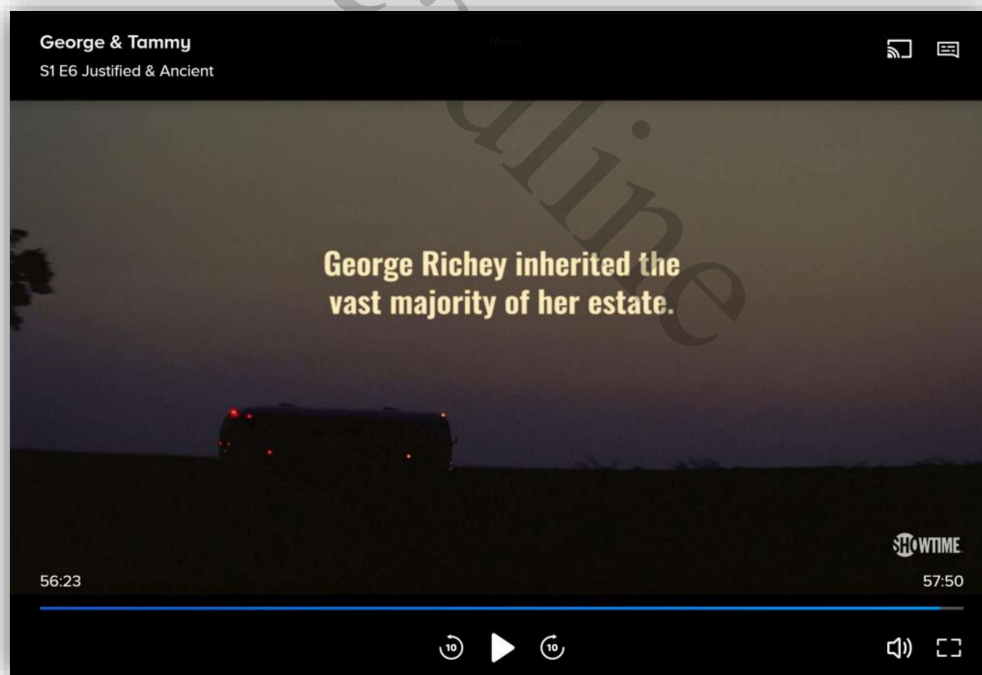 George & Tammy
Menu
S1 E6 Justified & Ancient
George Richey inherited the
vast majority of her estate.
SHOWTIME
56:23
57:50
10
10